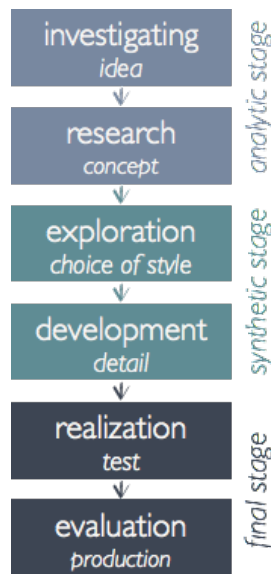 investigating
idea
research
concept
exploration
choice of style
development
detail
realization
test
evaluation
production
analytic stage
synthetic stage
final stage